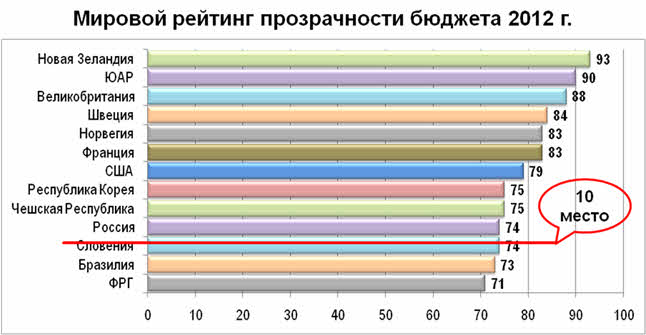 Мировой рейтинг прозрачности бюджета 2012 г.
Новая Зеландия 93
ЮАР 90
Великобритания 88
Швеция 84
Норвегия 83
Франция 83
США 79
Республика Корея 75
Чешская Республика 75
Россия 74
Словения 74
Бразилия 73
ФРГ 71
10
место
0 10 20 30 40 50 60 70 80 90 100